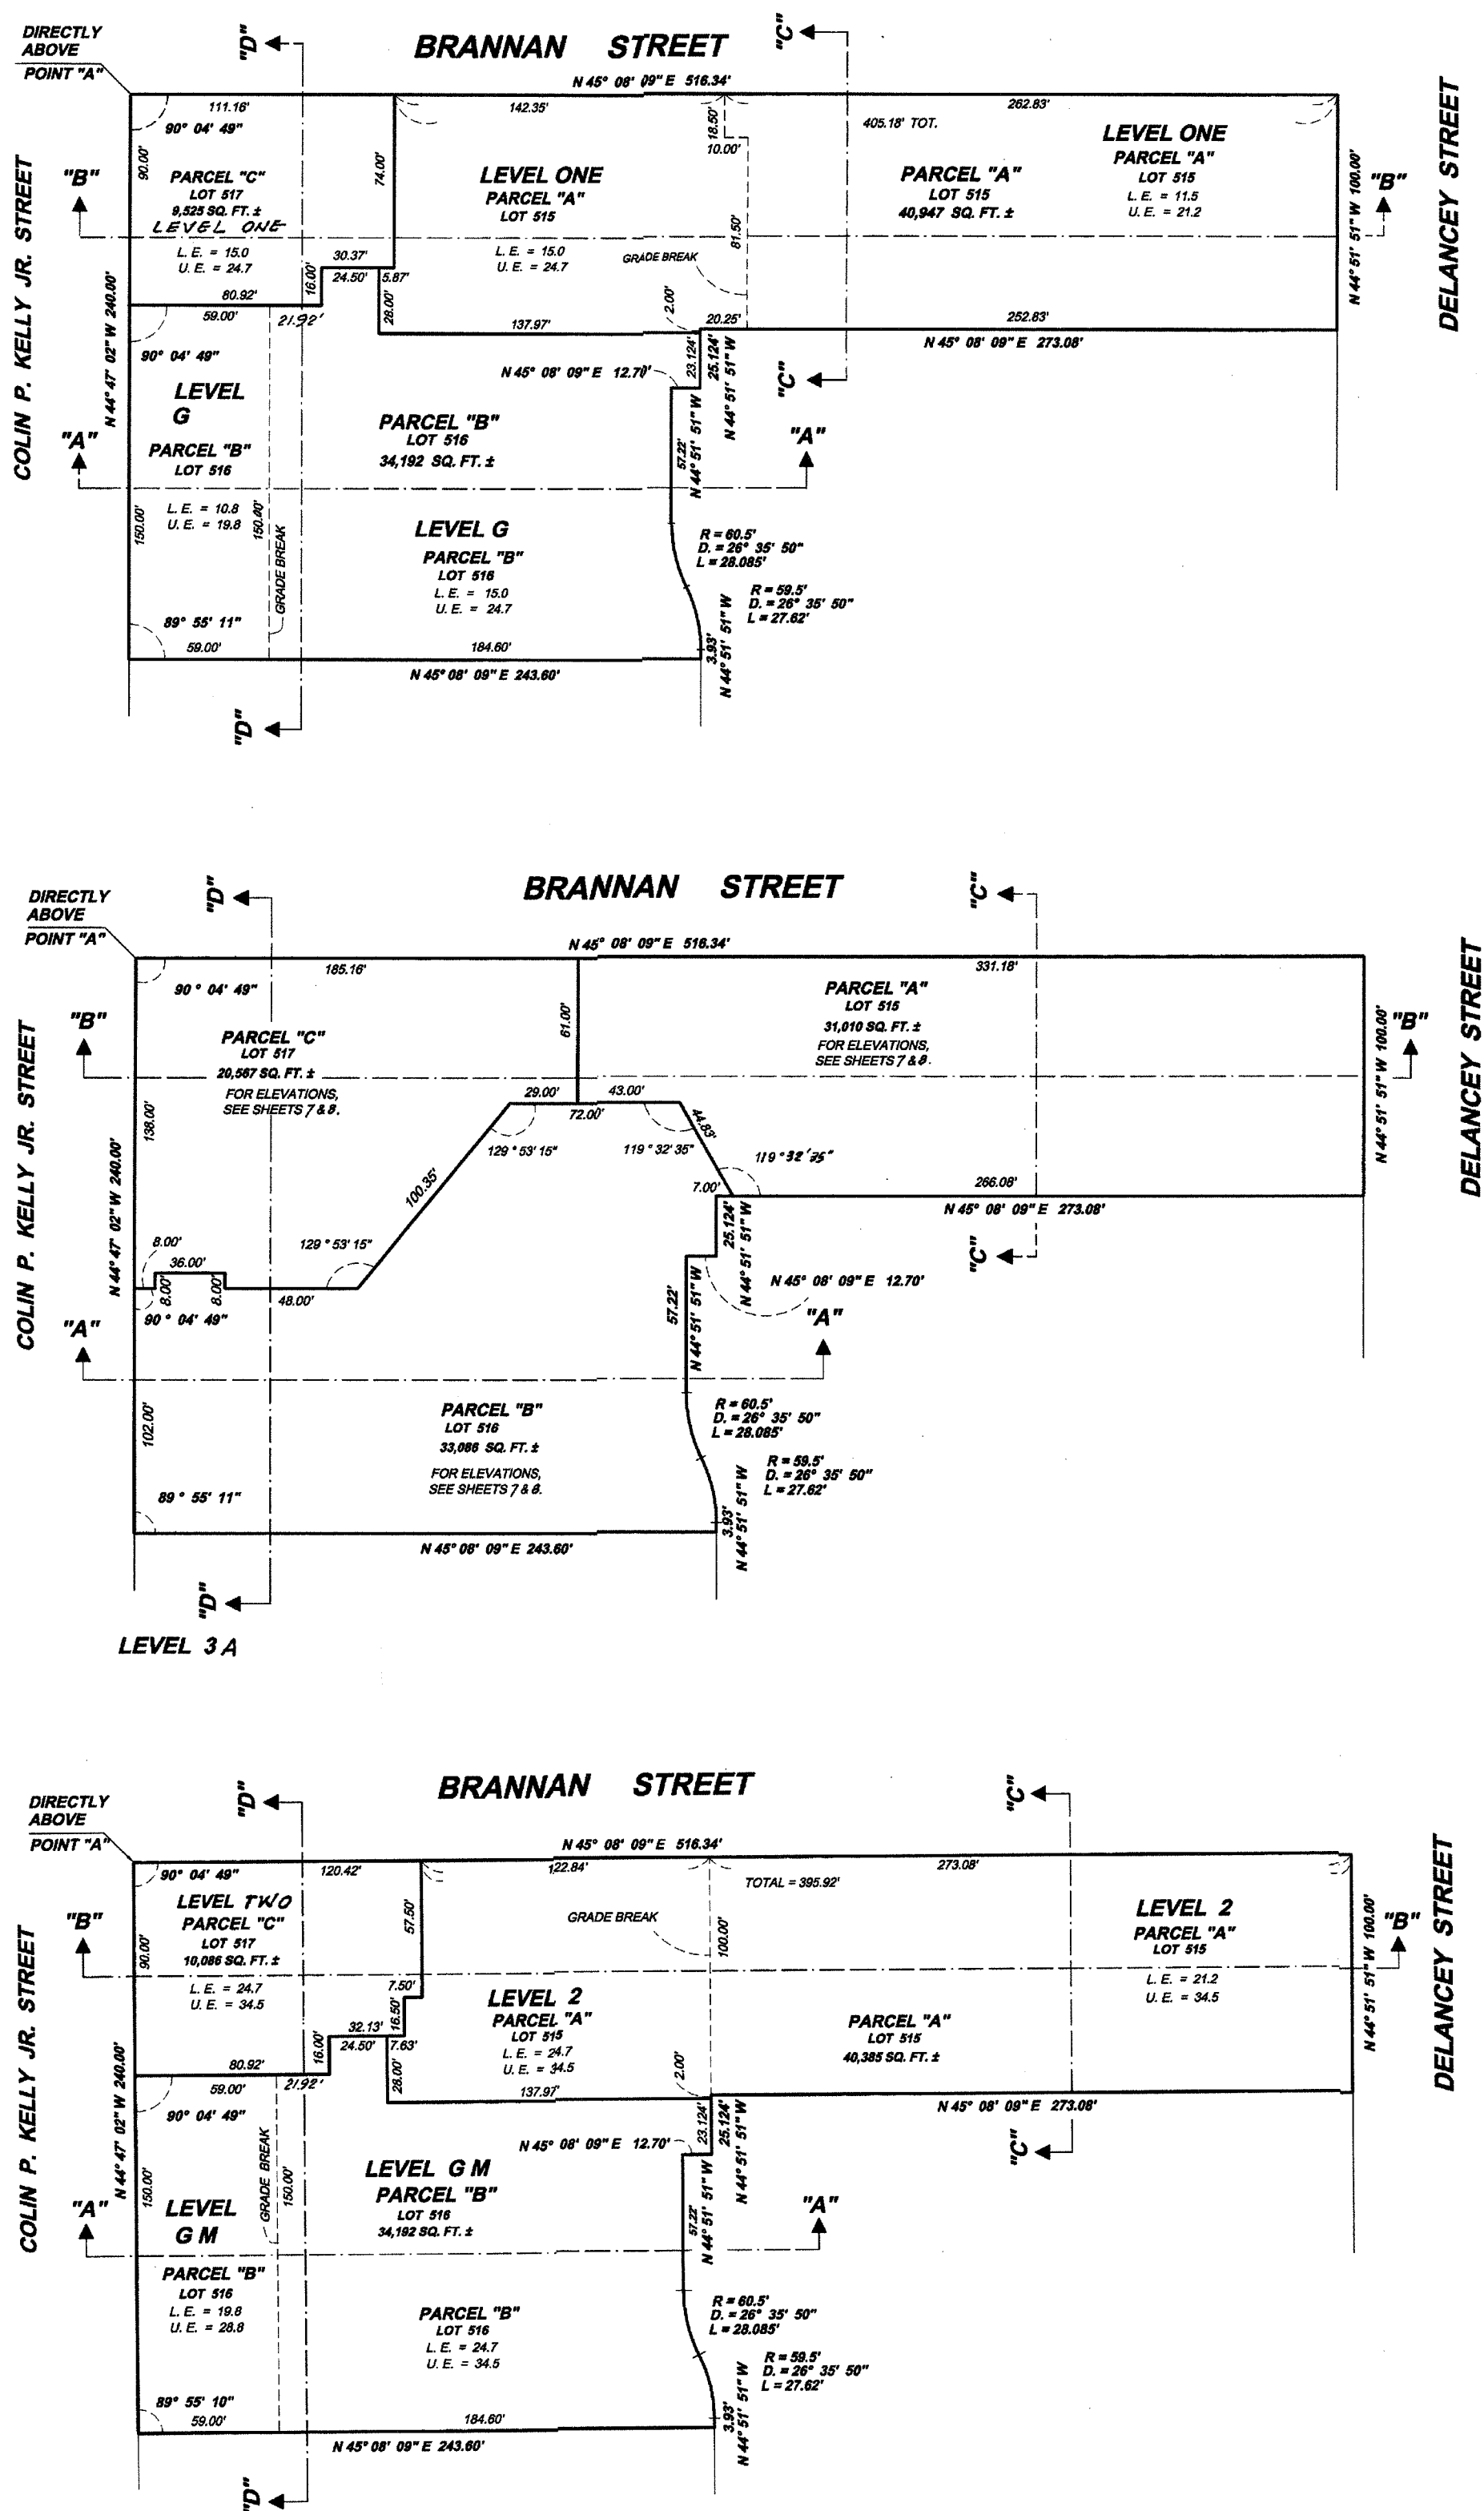 DIRECTLY
ABOVE
POINT "A"
"D"
BRANNAN STREET
"C"
N 45° 08' 09" E 516.34'
111.16'
142.35'
262.83'
90° 04' 49"
18.50'
10.00'
405.18' TOT.
LEVEL ONE
PARCEL "A"
LOT 515
L. E. = 11.5
U. E. = 21.2
COLIN P. KELLY JR. STREET
DELANCEY STREET
"B"
90.00'
PARCEL "C"
LOT 517
9,525 SQ. FT. ±
LEVEL ONE
L. E. = 15.0
U. E. = 24.7
74.00'
LEVEL ONE
PARCEL "A"
LOT 515
L. E. = 15.0
U. E. = 24.7
81.50'
GRADE BREAK
PARCEL "A"
LOT 515
40,947 SQ. FT. ±
N 44° 51' 51" W 100.00'
"B"
N 44° 47' 02" W 240.00'
30.37'
16.00'
24.50'
5.87'
28.00'
80.92'
59.00'
21.92'
137.97'
2.00'
20.25'
252.83'
N 45° 08' 09" E 273.08'
90° 04' 49"
23.124'
25.124'
N 44° 51' 51" W
N 45° 08' 09" E 12.70'
"C"
LEVEL
G
PARCEL "B"
LOT 516
L. E. = 10.8
U. E. = 19.8
"A"
PARCEL "B"
LOT 516
34,192 SQ. FT. ±
57.22'
N 44° 51' 51" W
"A"
150.00'
150.00'
GRADE BREAK
LEVEL G
PARCEL "B"
LOT 516
L. E. = 15.0
U. E. = 24.7
R = 60.5'
D. = 26° 35' 50"
L = 28.085'
R = 59.5'
D. = 26° 35' 50"
L = 27.62'
89° 55' 11"
59.00'
184.60'
3.93'
N 44° 51' 51" W
N 45° 08' 09" E 243.60'
"D"
DIRECTLY
ABOVE
POINT "A"
"D"
BRANNAN STREET
"C"
N 45° 08' 09" E 516.34'
185.16'
331.18'
90 ° 04' 49"
COLIN P. KELLY JR. STREET
DELANCEY STREET
"B"
PARCEL "C"
LOT 517
20,567 SQ. FT. ±
FOR ELEVATIONS,
SEE SHEETS 7 & 8.
61.00'
PARCEL "A"
LOT 515
31,010 SQ. FT. ±
FOR ELEVATIONS,
SEE SHEETS 7 & 8.
N 44° 51' 51" W 100.00'
"B"
138.00'
N 44° 47' 02" W 240.00'
29.00'
43.00'
72.00'
44.83'
129 ° 53' 15"
119 ° 32' 35"
119 ° 32' 35"
100.35'
7.00'
266.08'
N 45° 08' 09" E 273.08'
25.124'
N 44° 51' 51" W
8.00'
36.00'
129 ° 53' 15"
8.00'
8.00'
48.00'
90 ° 04' 49"
"C"
N 45° 08' 09" E 12.70'
"A"
57.22'
N 44° 51' 51" W
"A"
102.00'
PARCEL "B"
LOT 516
33,086 SQ. FT. ±
FOR ELEVATIONS,
SEE SHEETS 7 & 8.
R = 60.5'
D. = 26° 35' 50"
L = 28.085'
R = 59.5'
D. = 26° 35' 50"
L = 27.62'
89 ° 55' 11"
3.93'
N 44° 51' 51" W
N 45° 08' 09" E 243.60'
"D"
LEVEL 3 A
DIRECTLY
ABOVE
POINT "A"
"D"
BRANNAN STREET
"C"
N 45° 08' 09" E 516.34'
90° 04' 49"
120.42'
122.84'
273.08'
TOTAL = 395.92'
COLIN P. KELLY JR. STREET
DELANCEY STREET
"B"
90.00'
LEVEL TWO
PARCEL "C"
LOT 517
10,086 SQ. FT. ±
L. E. = 24.7
U. E. = 34.5
57.50'
GRADE BREAK
100.00'
LEVEL 2
PARCEL "A"
LOT 515
L. E. = 21.2
U. E. = 34.5
N 44° 51' 51" W 100.00'
"B"
7.50'
16.50'
LEVEL 2
PARCEL "A"
LOT 515
L. E. = 24.7
U. E. = 34.5
PARCEL "A"
LOT 515
40,385 SQ. FT. ±
N 44° 47' 02" W 240.00'
32.13'
16.00'
24.50'
7.63'
28.00'
80.92'
59.00'
21.92'
137.97'
2.00'
90° 04' 49"
N 45° 08' 09" E 273.08'
23.124'
25.124'
N 44° 51' 51" W
N 45° 08' 09" E 12.70'
"C"
150.00'
GRADE BREAK
150.00'
LEVEL G M
PARCEL "B"
LOT 516
34,192 SQ. FT. ±
"A"
LEVEL
G M
57.22'
N 44° 51' 51" W
"A"
PARCEL "B"
LOT 516
L. E. = 19.8
U. E. = 28.8
PARCEL "B"
LOT 516
L. E. = 24.7
U. E. = 34.5
R = 60.5'
D. = 26° 35' 50"
L = 28.085'
R = 59.5'
D. = 26° 35' 50"
L = 27.62'
89° 55' 10"
59.00'
184.60'
3.93'
N 44° 51' 51" W
N 45° 08' 09" E 243.60'
"D"